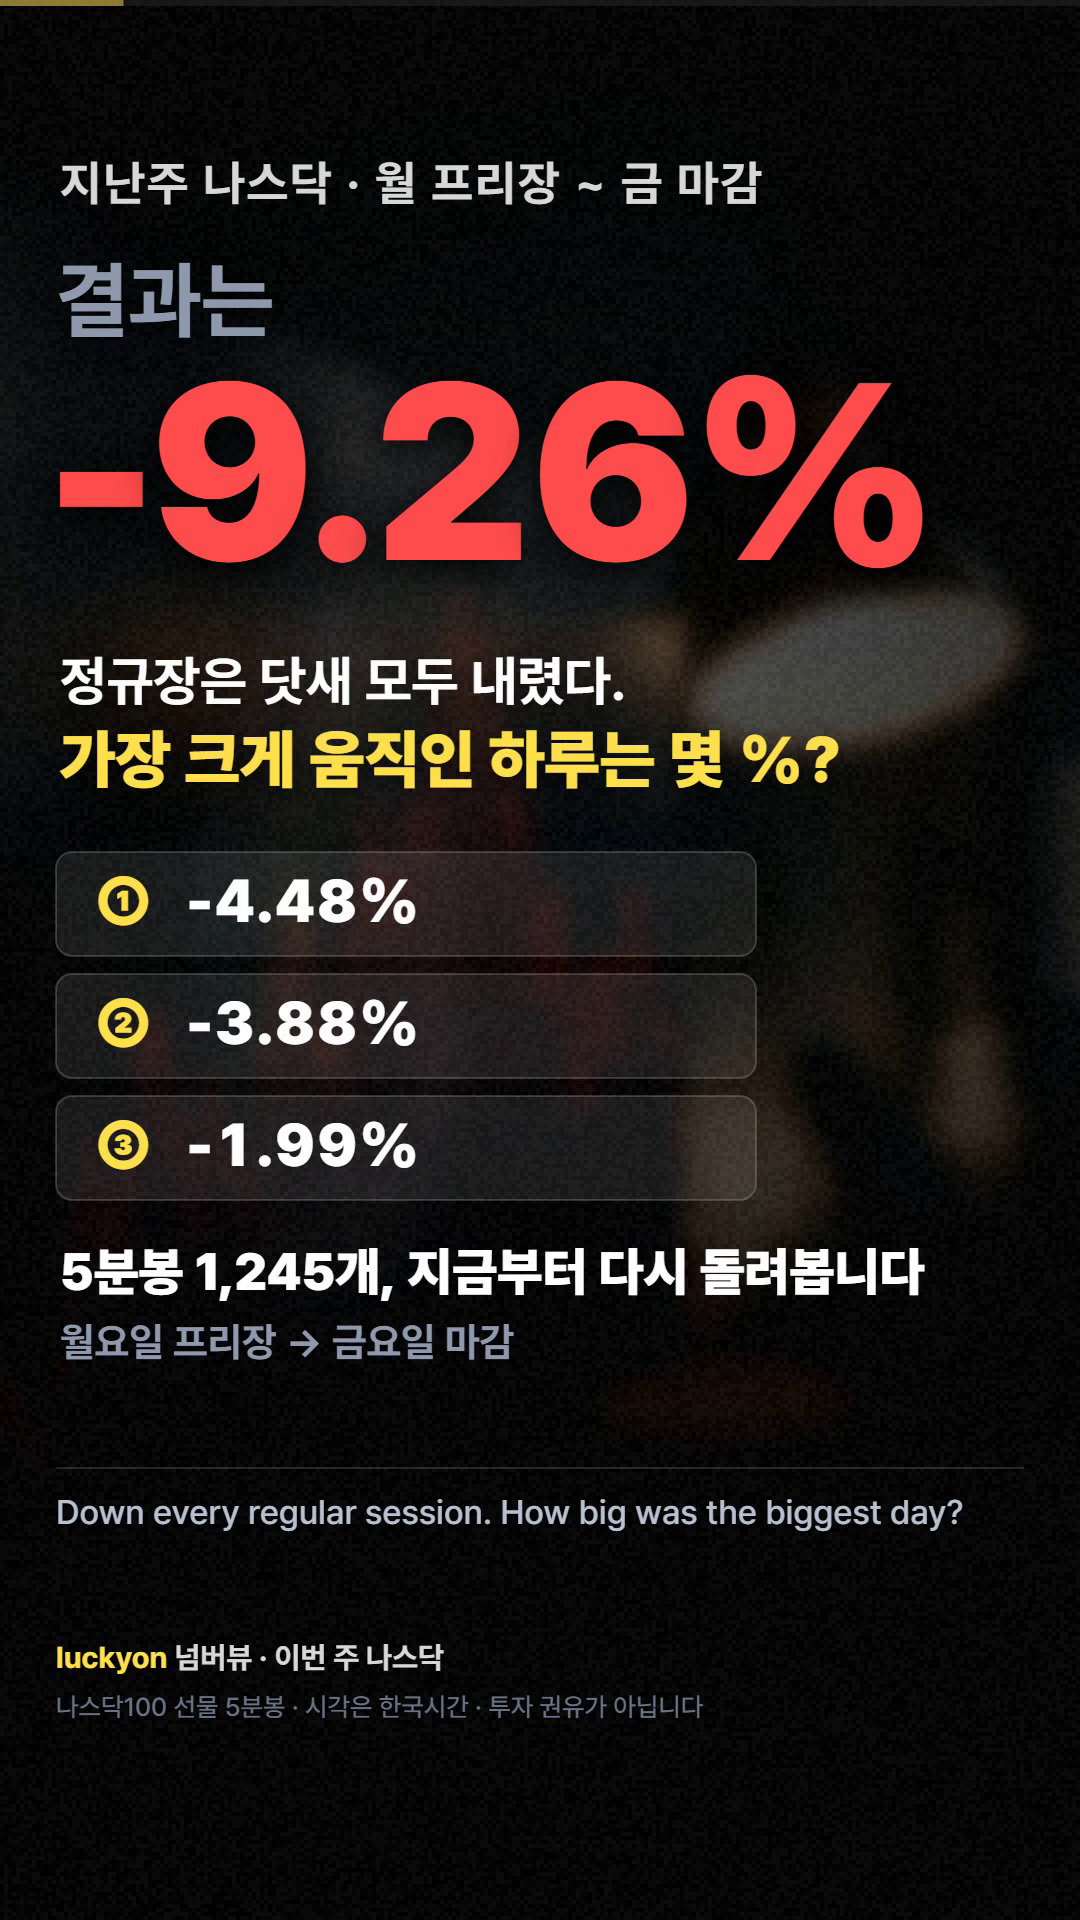 지난주 나스닥 · 월 프리장 ~ 금 마감
결과는
-9.26%
정규장은 닷새 모두 내렸다.
가장 크게 움직인 하루는 몇 %?
① -4.48%
② -3.88%
③ -1.99%
5분봉 1,245개, 지금부터 다시 돌려봅니다
월요일 프리장 → 금요일 마감
Down every regular session. How big was the biggest day?
luckyon 넘버뷰 · 이번 주 나스닥
나스닥100 선물 5분봉 · 시각은 한국시간 · 투자 권유가 아닙니다